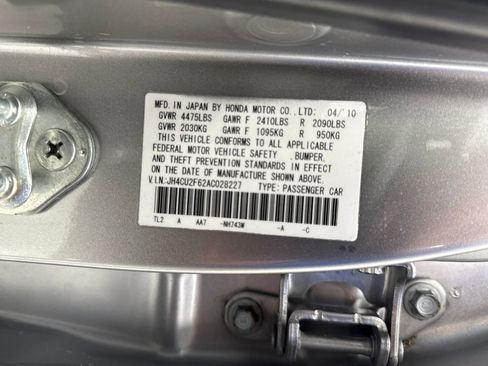 MFD. IN JAPAN BY HONDA MOTOR CO., LTD: 04/'10
GVWR 4475LBS GAWR F 2410LBS R 2090LBS
GVWR 2030KG GAWR F 1095KG R 950KG
THIS VEHICLE CONFORMS TO ALL APPLICABLE
FEDERAL MOTOR VEHICLE SAFETY , BUMPER,
AND THEFT PREVENTION STANDARDS IN EFFECT
ON THE DATE OF MANUFACTURE SHOWN ABOVE.
V.I.N:JH4CU2F62AC028227 TYPE: PASSENGER CAR
TL2 A AA7 -NH743M -A -C